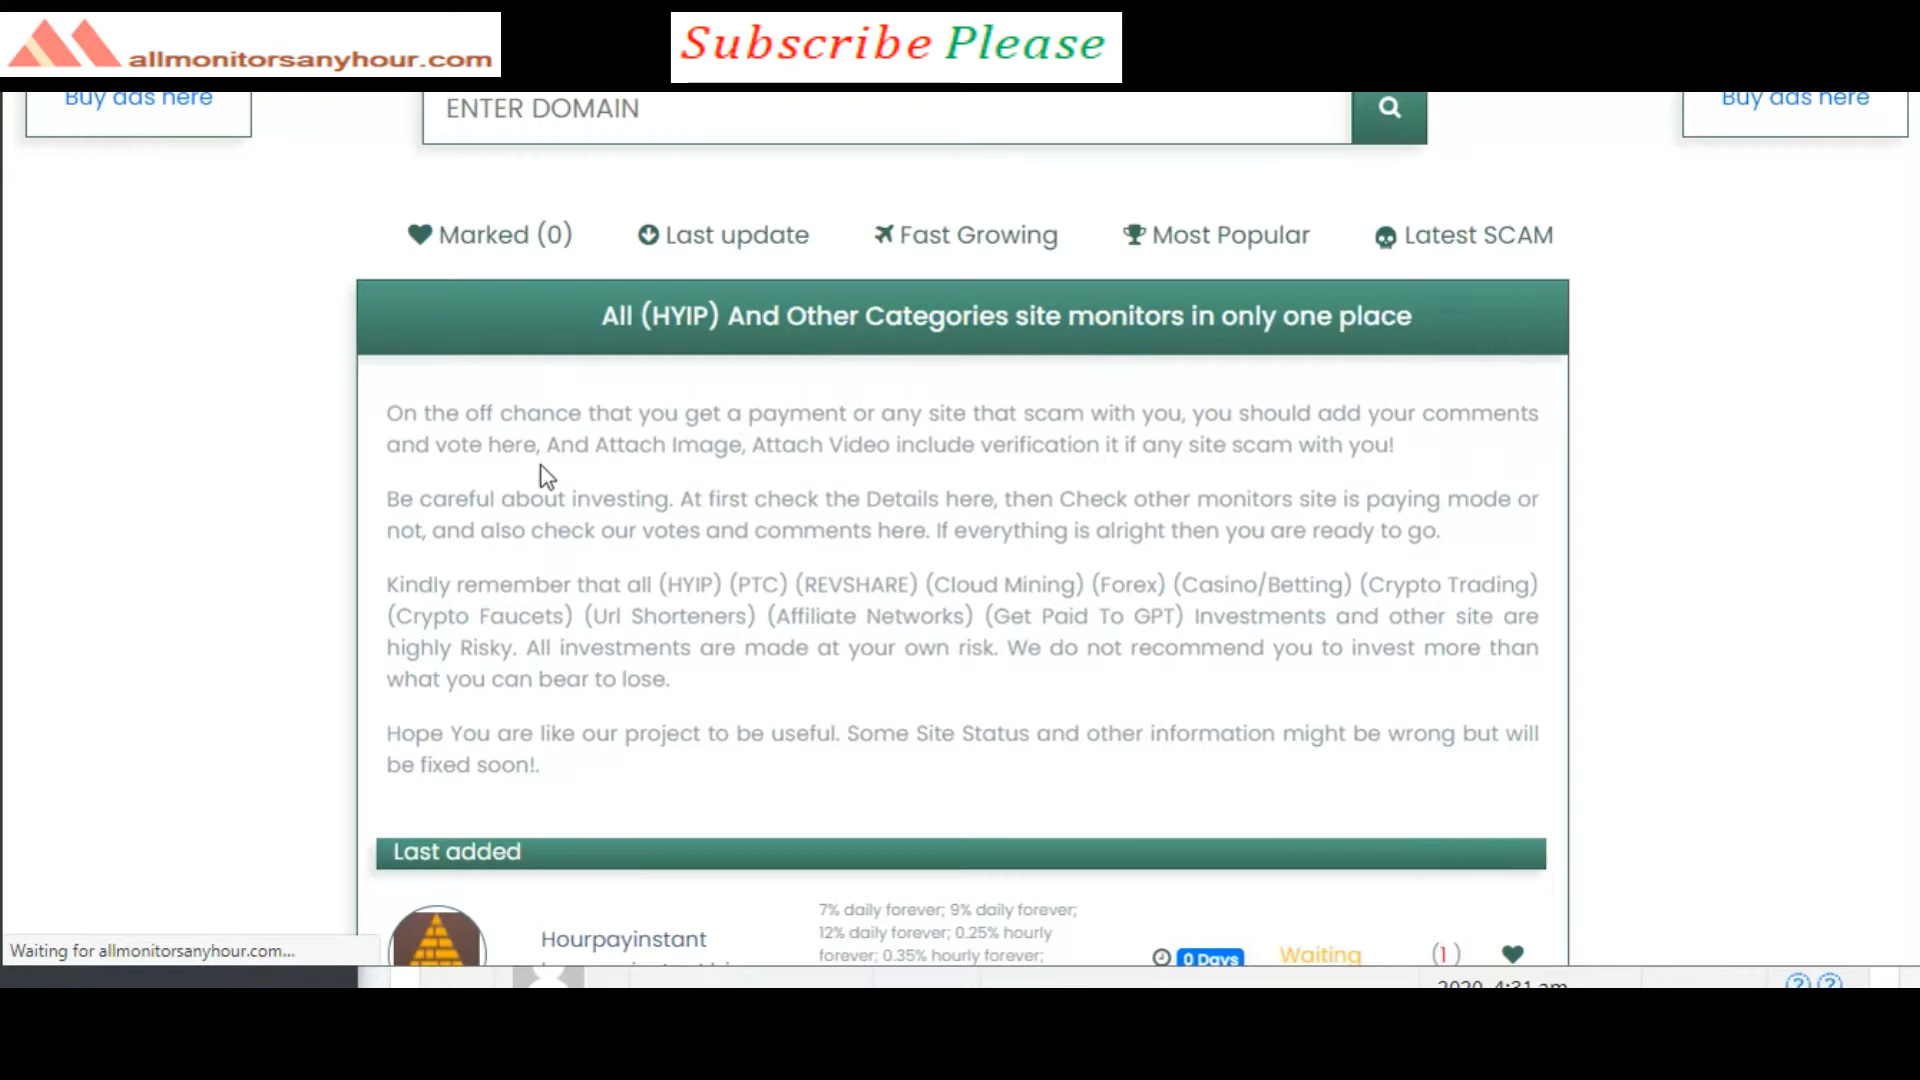 allmonitorsanyhour.com
Subscribe Please
Buy ads here
ENTER DOMAIN
Buy ads here
Marked (0)
Last update
Fast Growing
Most Popular
Latest SCAM
All (HYIP) And Other Categories site monitors in only one place
On the off chance that you get a payment or any site that scam with you, you should add your comments
and vote here, And Attach Image, Attach Video include verification it if any site scam with you!
Be careful about investing. At first check the Details here, then Check other monitors site is paying mode or
not, and also check our votes and comments here. If everything is alright then you are ready to go.
Kindly remember that all (HYIP) (PTC) (REVSHARE) (Cloud Mining) (Forex) (Casino/Betting) (Crypto Trading)
(Crypto Faucets) (Url Shorteners) (Affiliate Networks) (Get Paid To GPT) Investments and other site are
highly Risky. All investments are made at your own risk. We do not recommend you to invest more than
what you can bear to lose.
Hope You are like our project to be useful. Some Site Status and other information might be wrong but will
be fixed soon!.
Last added
7% daily forever; 9% daily forever;
12% daily forever; 0.25% hourly
forever; 0.35% hourly forever;
Hourpayinstant
0 Days
Waiting
(1)
Waiting for allmonitorsanyhour.com...
2020, 4:31 am